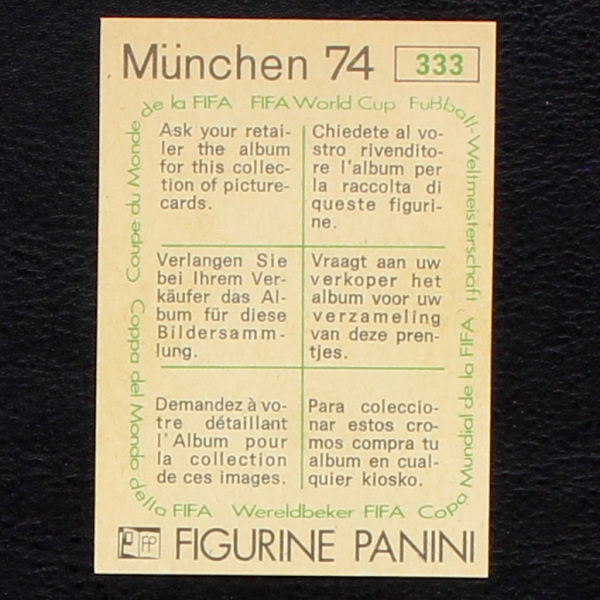 München 74 333
de la FIFA FIFA World Cup Fußball-Weltmeisterschaft
Ask your retai-
ler the album
for this collec-
tion of picture-
cards.
Chiedete al vo-
stro rivendito-
re l'album per
la raccolta di
queste figuri-
ne.
Verlangen Sie
bei Ihrem Ver-
käufer das Al-
bum für diese
Bildersamm-
lung.
Vraagt aan uw
verkoper het
album voor uw
verzameling
van deze pren-
tjes.
Demandez à vo-
tre détaillant
l'Album pour
la collection
de ces images.
Para coleccio-
nar estos cro-
mos compra tu
album en cual-
quier kiosko.
Coupe du Monde
Coppa del Mondo della FIFA Wereldbeker FIFA Copa Mundial de la FIFA
FP FIGURINE PANINI